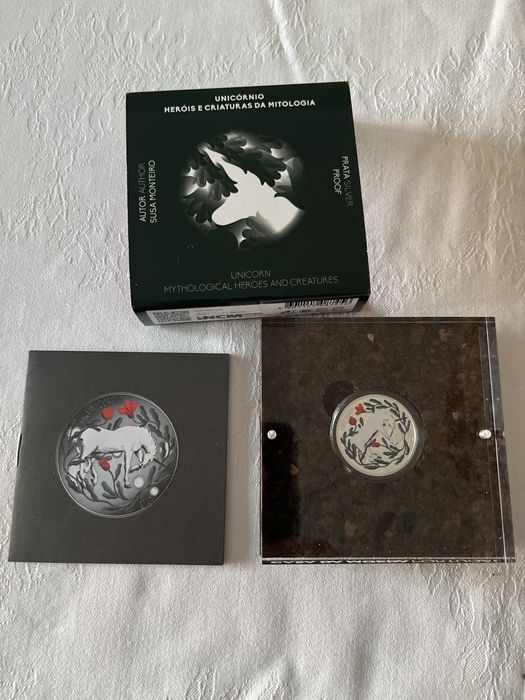 UNICÓRNIO
HERÓIS E CRIATURAS DA MITOLOGIA
AUTOR AUTHOR
SUSA MONTEIRO
PRATA SILVER
PROOF
UNICORN
MYTHOLOGICAL HEROES AND CREATURES
INCM